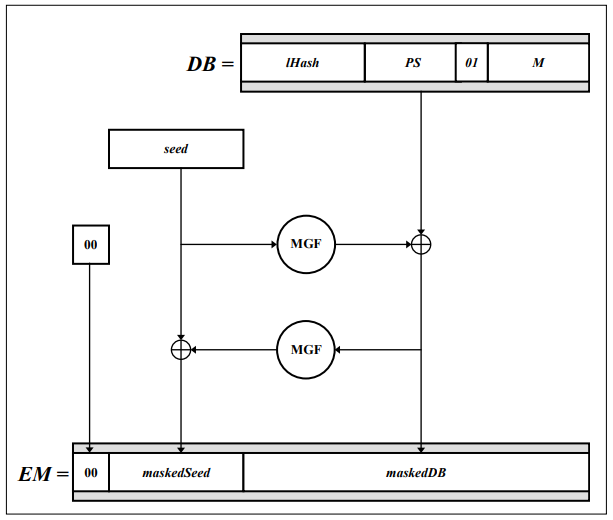 DB = lHash PS 01 M
seed
MGF
00
MGF
EM = 00 maskedSeed maskedDB